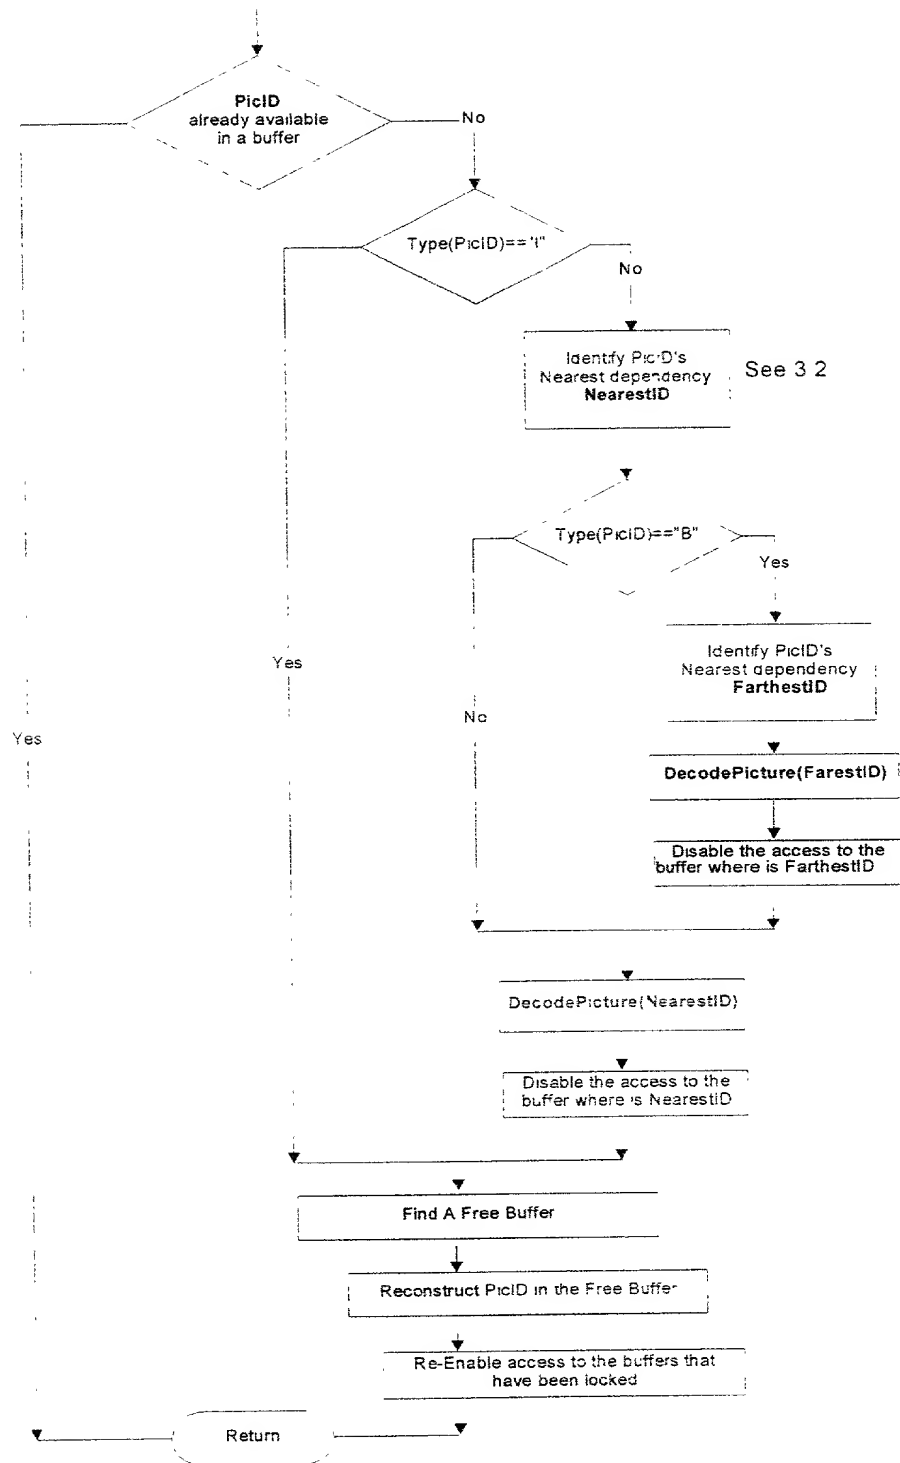 PicID
already available
in a buffer
No
Type(PicID)=="I"
No
Identify PicID's
Nearest dependency
NearestID
See 3 2
Type(PicID)=="B"
Yes
Identify PicID's
Nearest dependency
FarthestID
Yes
No
Yes
DecodePicture(FarestID)
Disable the access to the
buffer where is FarthestID
DecodePicture(NearestID)
Disable the access to the
buffer where is NearestID
Find A Free Buffer
Reconstruct PicID in the Free Buffer
Re-Enable access to the buffers that
have been locked
Return